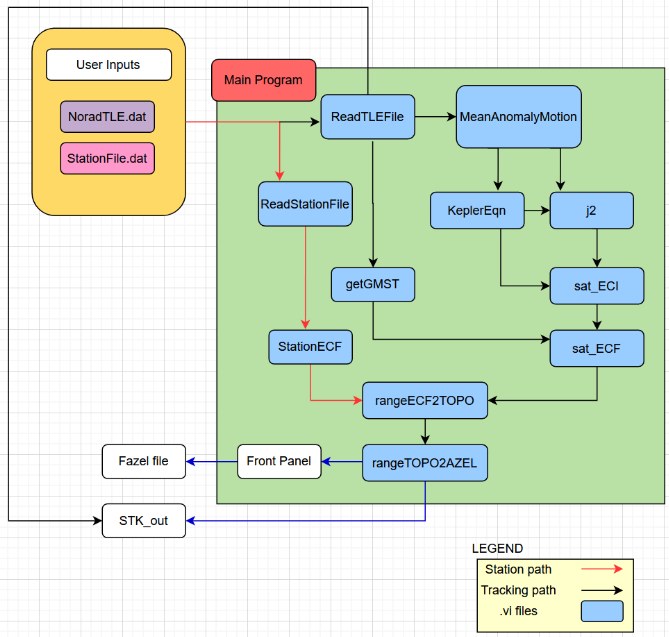 User Inputs
NoradTLE.dat
StationFile.dat
Main Program
ReadTLEFile
MeanAnomalyMotion
ReadStationFile
KeplerEqn
j2
getGMST
sat_ECI
StationECF
sat_ECF
rangeECF2TOPO
Fazel file
Front Panel
rangeTOPO2AZEL
STK_out
LEGEND
Station path
Tracking path
.vi files